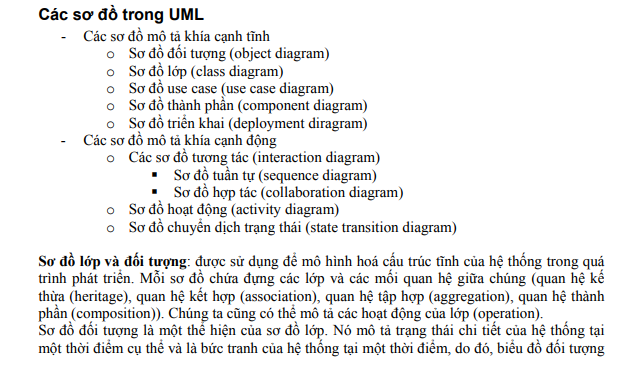 Các sơ đồ trong UML
- Các sơ đồ mô tả khía cạnh tĩnh
o Sơ đồ đối tượng (object diagram)
o Sơ đồ lớp (class diagram)
o Sơ đồ use case (use case diagram)
o Sơ đồ thành phần (component diagram)
o Sơ đồ triển khai (deployment diragram)
- Các sơ đồ mô tả khía cạnh động
o Các sơ đồ tương tác (interaction diagram)
▪ Sơ đồ tuần tự (sequence diagram)
▪ Sơ đồ hợp tác (collaboration diagram)
o Sơ đồ hoạt động (activity diagram)
o Sơ đồ chuyển dịch trạng thái (state transition diagram)
Sơ đồ lớp và đối tượng: được sử dụng để mô hình hoá cấu trúc tĩnh của hệ thống trong quá
trình phát triển. Mỗi sơ đồ chứa đựng các lớp và các mối quan hệ giữa chúng (quan hệ kế
thừa (heritage), quan hệ kết hợp (association), quan hệ tập hợp (aggregation), quan hệ thành
phần (composition)). Chúng ta cũng có thể mô tả các hoạt động của lớp (operation).
Sơ đồ đối tượng là một thể hiện của sơ đồ lớp. Nó mô tả trạng thái chi tiết của hệ thống tại
một thời điểm cụ thể và là bức tranh của hệ thống tại một thời điểm, do đó, biểu đồ đối tượng